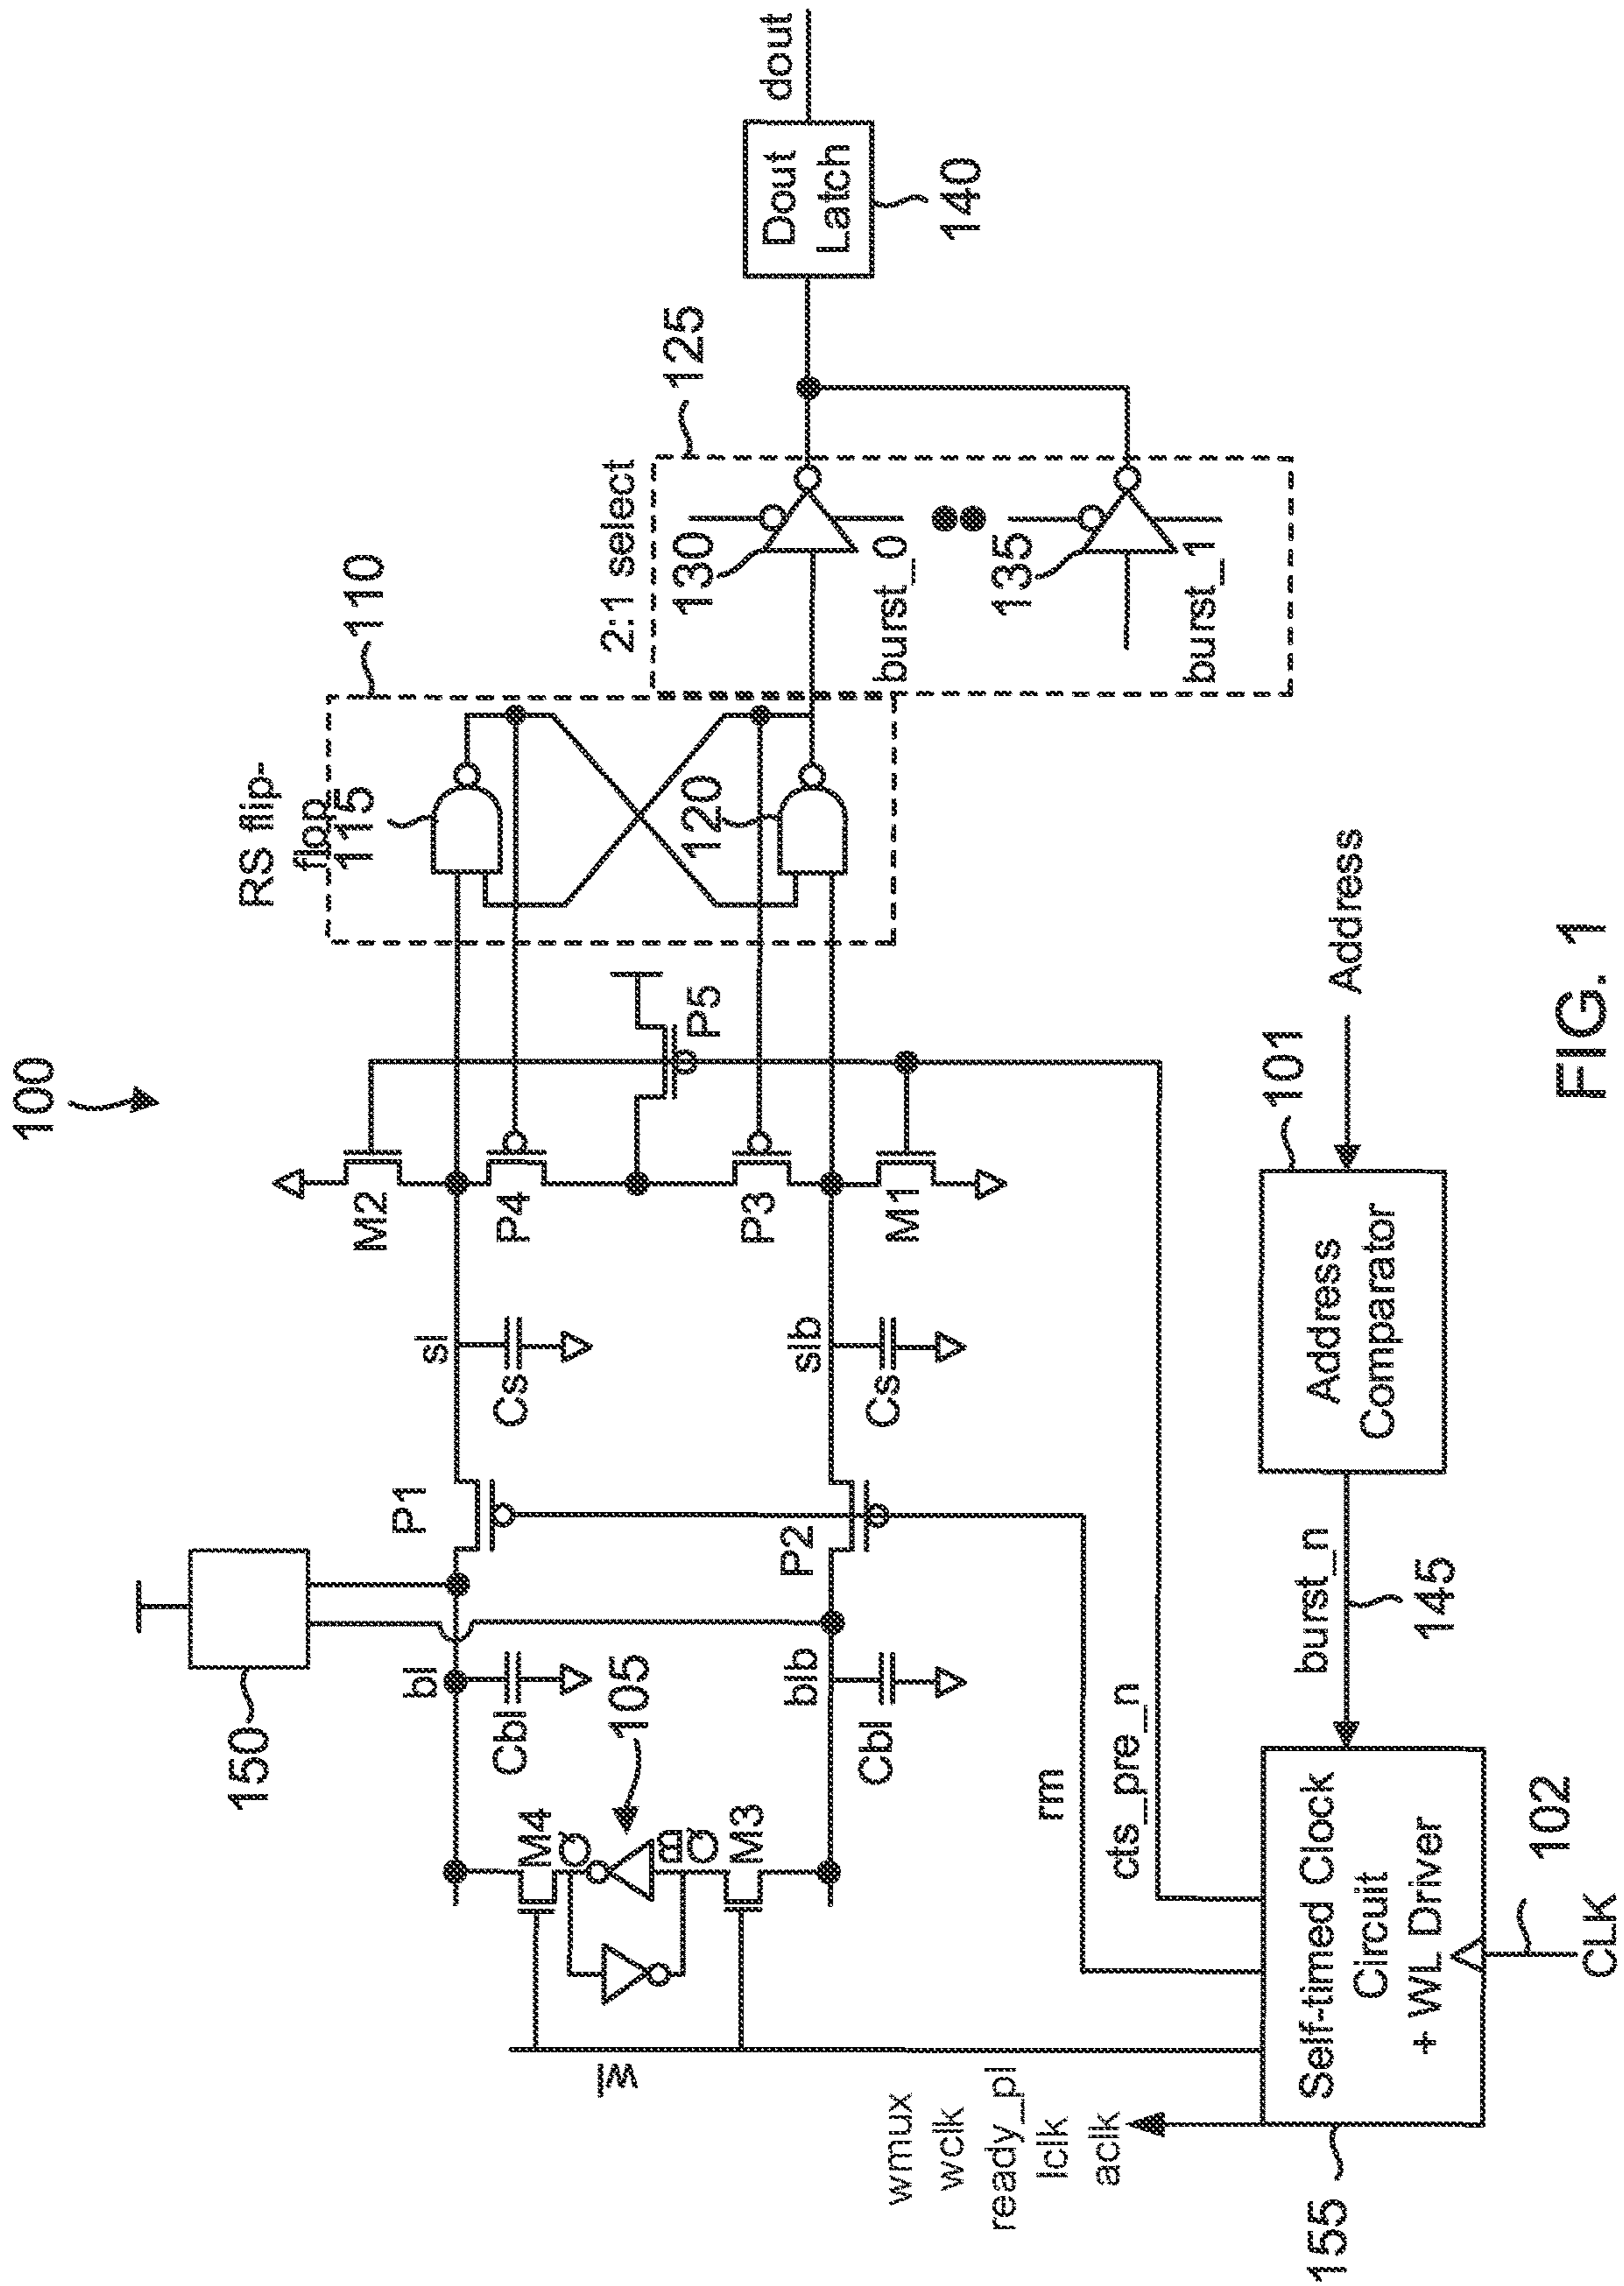 100
150
P1
sl
Cs
M2
P4
P5
RS flip-
flop
110
115
120
2:1 select
125
130
burst_0
135
burst_1
Dout
Latch
140
dout
bl
Cbl
M4
Q
105
QB
M3
blb
Cbl
P2
slb
Cs
P3
M1
wl
rm
cts_pre_n
wmux
wclk
ready_pl
lclk
aclk
155
Self-timed Clock
Circuit
+ WL Driver
102
CLK
burst_n
145
Address
Comparator
101
Address
FIG. 1